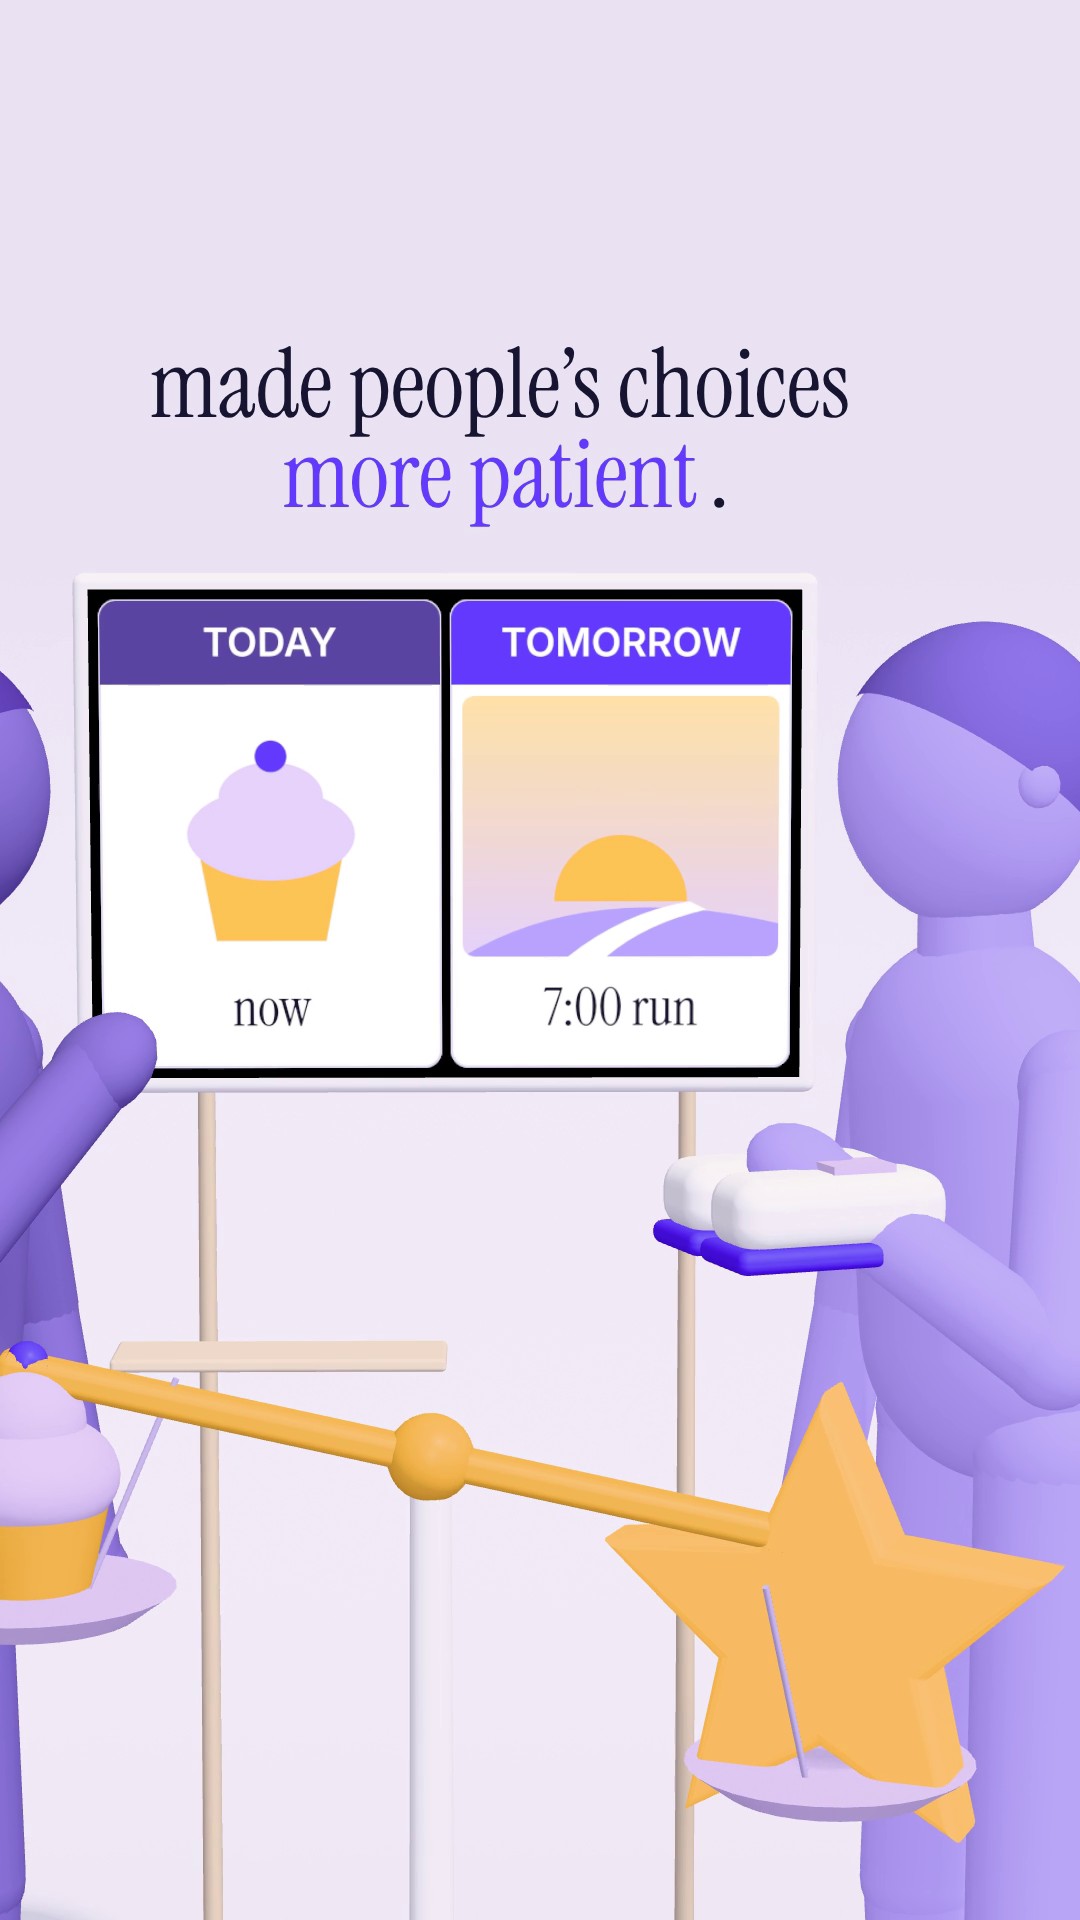 made people’s choices
more patient .
TODAY
TOMORROW
now
7:00 run